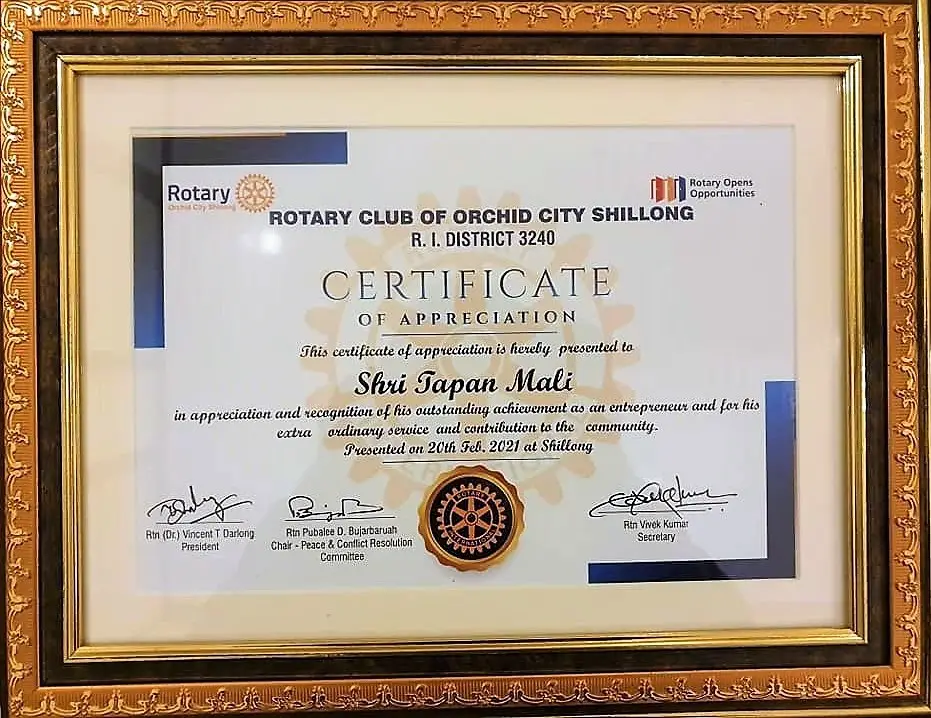 Rotary
Orchid City Shillong
Rotary Opens
Opportunities
ROTARY CLUB OF ORCHID CITY SHILLONG
R. I. DISTRICT 3240
CERTIFICATE
OF APPRECIATION
This certificate of appreciation is hereby presented to
Shri Tapan Mali
in appreciation and recognition of his outstanding achievement as an entrepreneur and for his
extra ordinary service and contribution to the community.
Presented on 20th Feb. 2021 at Shillong
Rtn (Dr.) Vincent T Darlong
President
Rtn Pubalee D. Bujarbaruah
Chair - Peace & Conflict Resolution
Committee
ROTARY
INTERNATIONAL
Rtn Vivek Kumar
Secretary